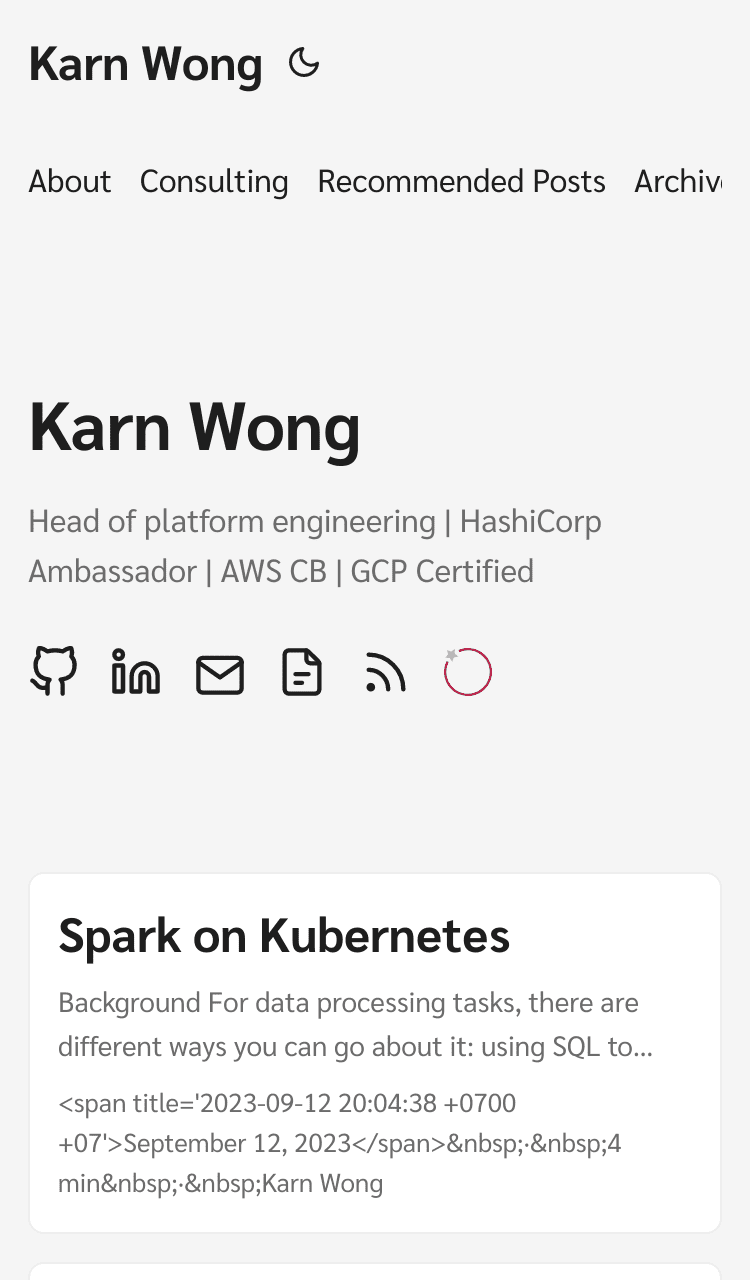 Karn Wong
About Consulting Recommended Posts Archiv
Karn Wong
Head of platform engineering | HashiCorp
Ambassador | AWS CB | GCP Certified
Spark on Kubernetes
Background For data processing tasks, there are
different ways you can go about it: using SQL to...
<span title='2023-09-12 20:04:38 +0700
+07'>September 12, 2023</span>&nbsp;·&nbsp;4
min&nbsp;·&nbsp;Karn Wong